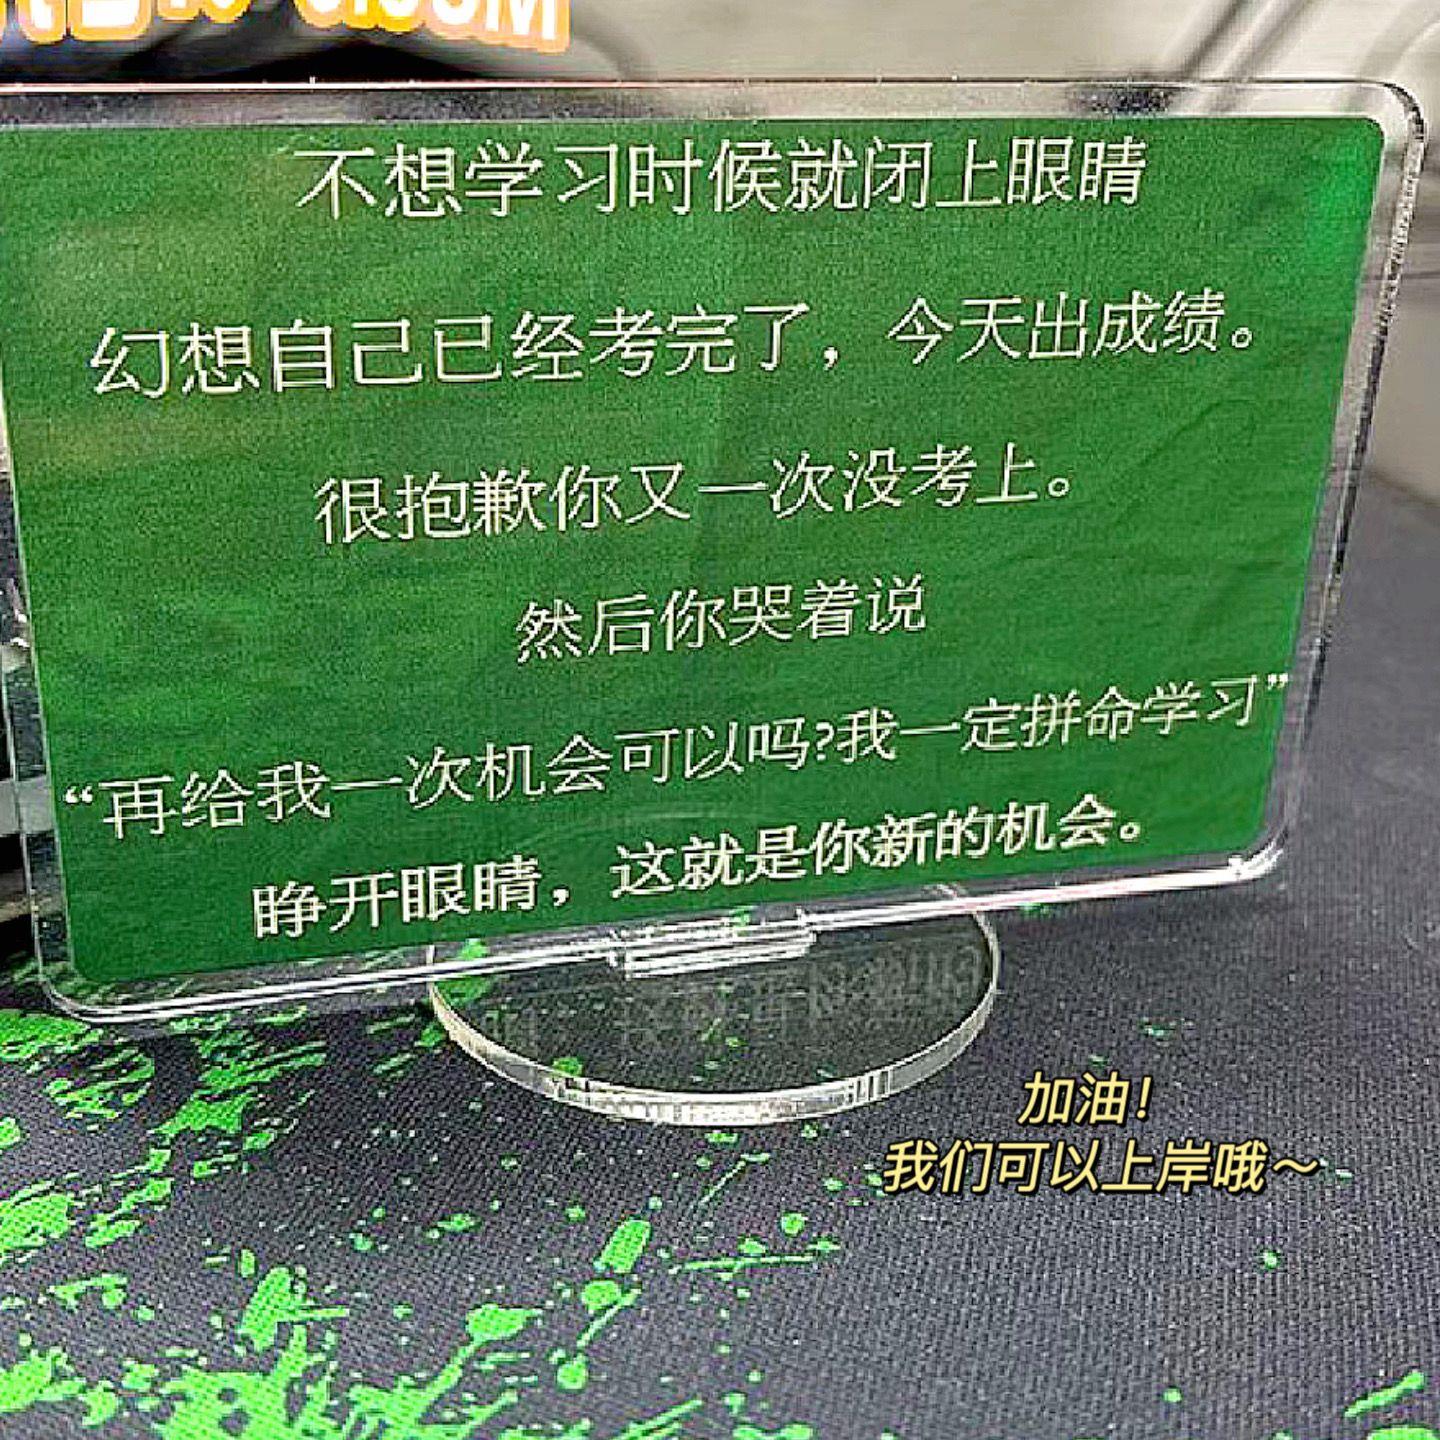 不想学习时候就闭上眼睛
幻想自己已经考完了，今天出成绩。
很抱歉你又一次没考上。
然后你哭着说
“再给我一次机会可以吗?我一定拼命学习”
睁开眼睛，这就是你新的机会。
加油！
我们可以上岸哦～